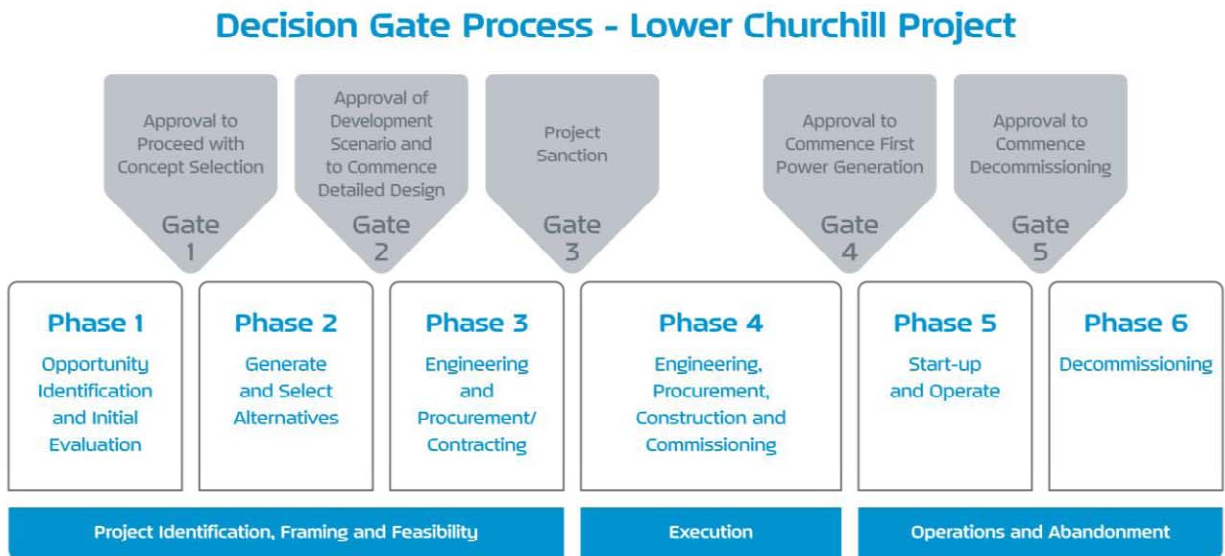 Decision Gate Process - Lower Churchill Project
Approval to
Proceed with
Concept Selection
Gate
1
Approval of
Development
Scenario and
to Commence
Detailed Design
Gate
2
Project
Sanction
Gate
3
Approval to
Commence First
Power Generation
Gate
4
Approval to
Commence
Decommissioning
Gate
5
Phase 1
Opportunity
Identification
and Initial
Evaluation
Phase 2
Generate
and Select
Alternatives
Phase 3
Engineering
and
Procurement/
Contracting
Phase 4
Engineering,
Procurement,
Construction and
Commissioning
Phase 5
Start-up
and Operate
Phase 6
Decommissioning
Project Identification, Framing and Feasibility
Execution
Operations and Abandonment